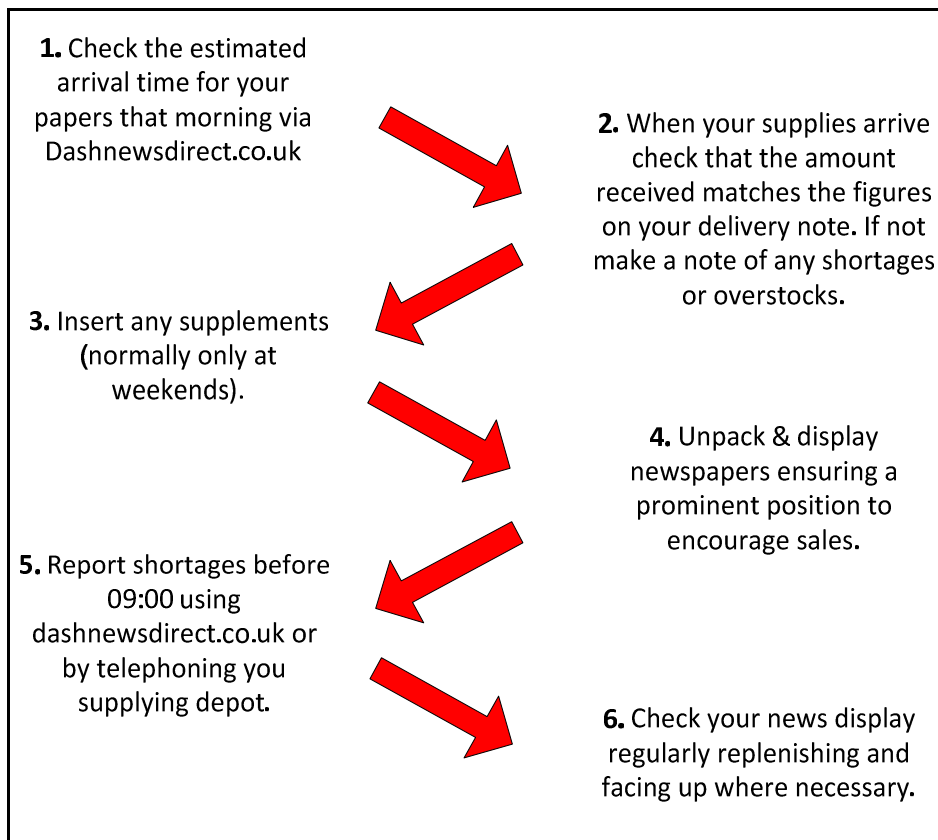 1. Check the estimated
arrival time for your
papers that morning via
Dashnewsdirect.co.uk
2. When your supplies arrive
check that the amount
received matches the figures
on your delivery note. If not
make a note of any shortages
or overstocks.
3. Insert any supplements
(normally only at
weekends).
4. Unpack & display
newspapers ensuring a
prominent position to
encourage sales.
5. Report shortages before
09:00 using
dashnewsdirect.co.uk or
by telephoning you
supplying depot.
6. Check your news display
regularly replenishing and
facing up where necessary.